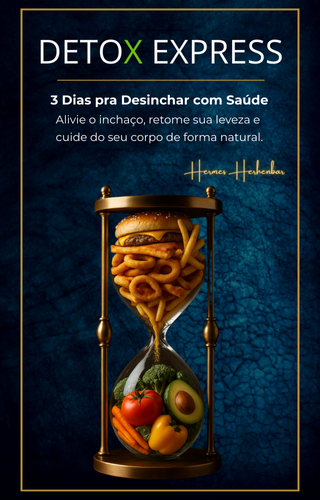 DETOX EXPRESS
3 Dias pra Desinchar com Saúde
Alivie o inchaço, retome sua leveza e
cuide do seu corpo de forma natural.
Hermes Hexhenbar